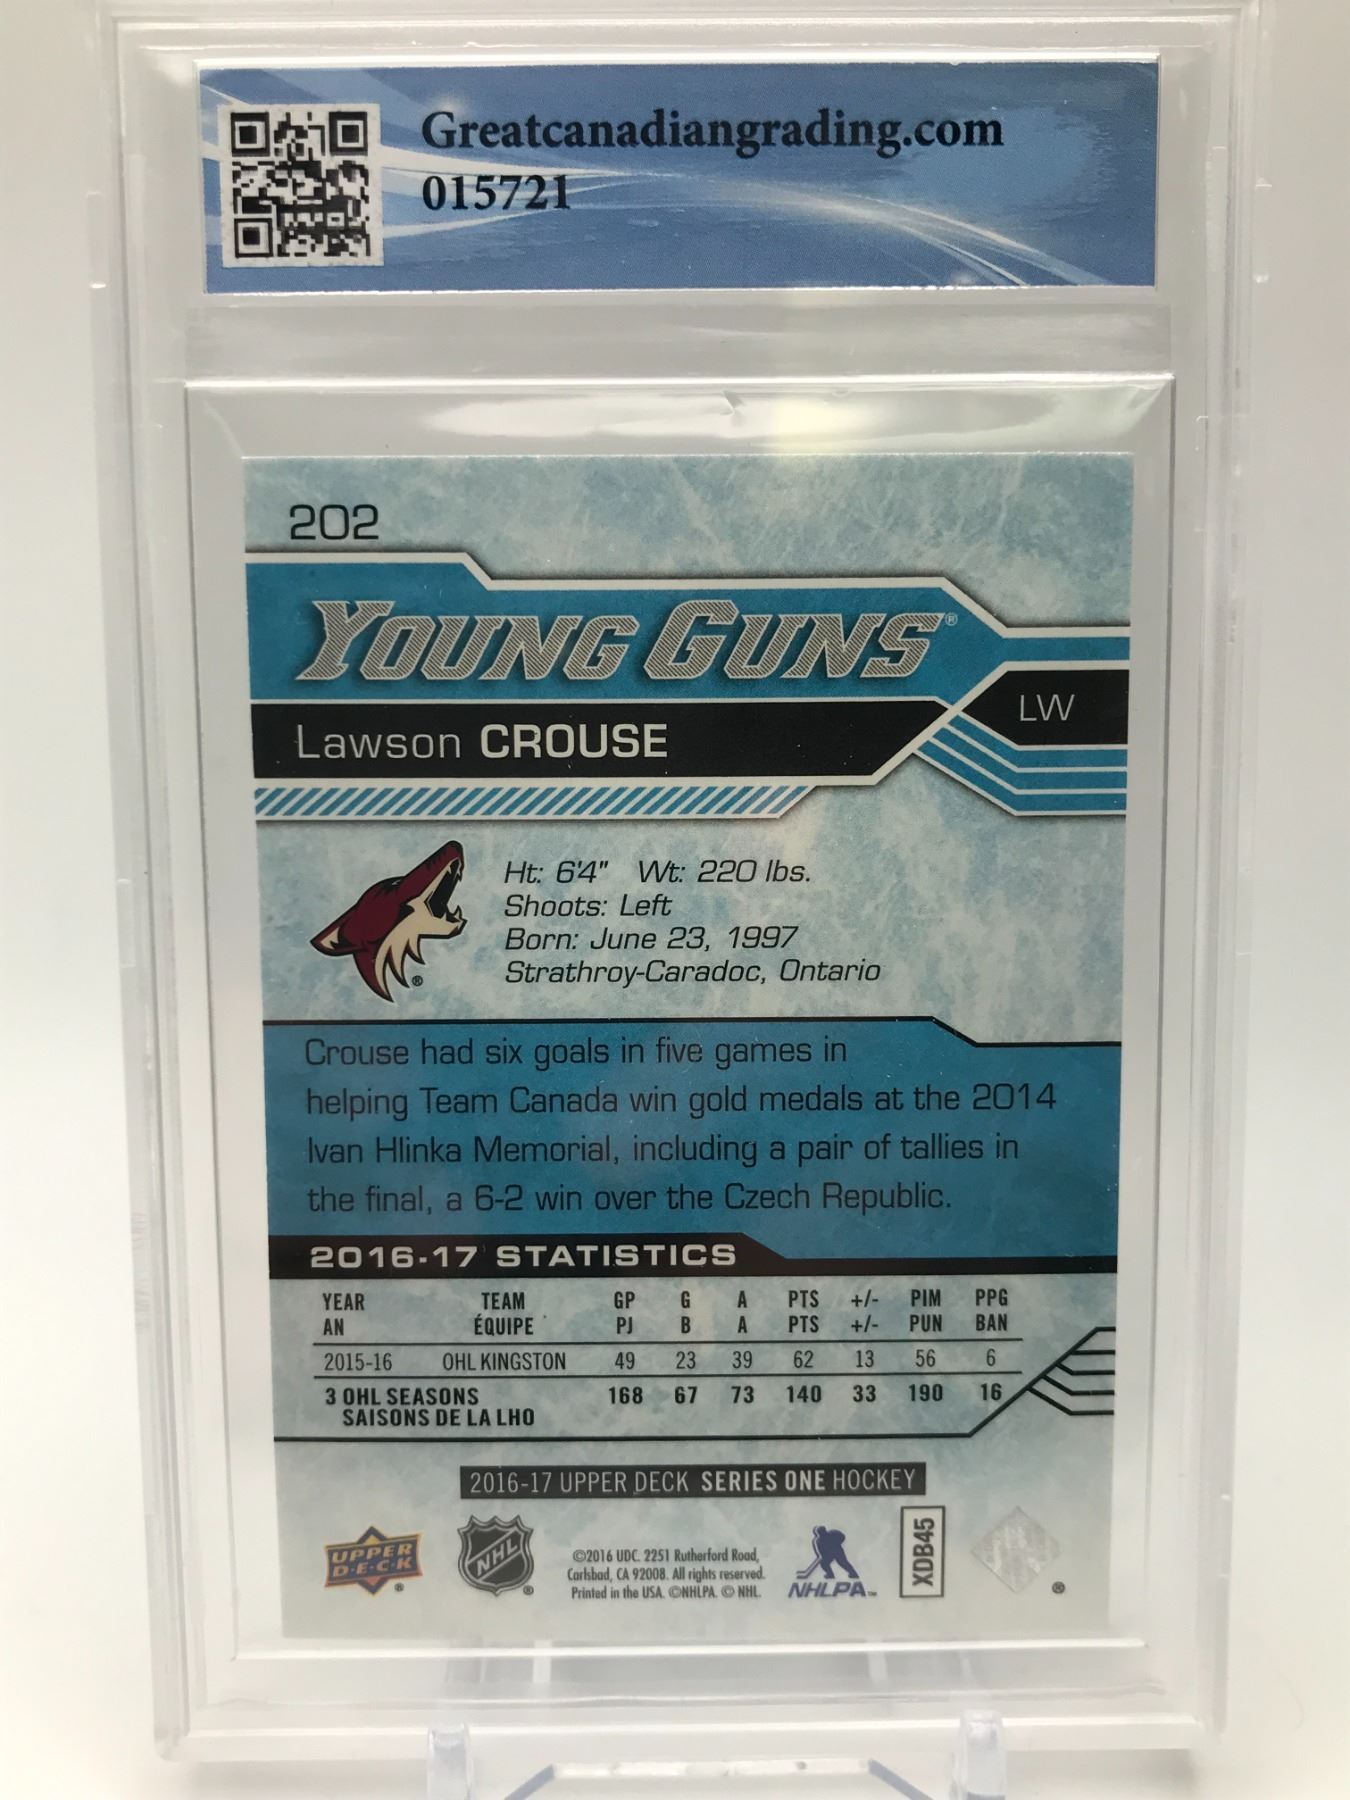 Greatcanadiangrading.com
015721
202
YOUNG GUNS®
LW
Lawson CROUSE
Ht: 6'4" Wt: 220 lbs.
Shoots: Left
Born: June 23, 1997
Strathroy-Caradoc, Ontario
Crouse had six goals in five games in
helping Team Canada win gold medals at the 2014
Ivan Hlinka Memorial, including a pair of tallies in
the final, a 6-2 win over the Czech Republic.
2016-17 STATISTICS
YEAR TEAM GP G A PTS +/- PIM PPG
AN ÉQUIPE PJ B A PTS +/- PUN BAN
2015-16 OHL KINGSTON 49 23 39 62 13 56 6
3 OHL SEASONS 168 67 73 140 33 190 16
SAISONS DE LA LHO
2016-17 UPPER DECK SERIES ONE HOCKEY
UPPER
D·E·C·K ®
NHL ®
©2016 UDC. 2251 Rutherford Road,
Carlsbad, CA 92008. All rights reserved.
Printed in the USA. ©NHLPA. © NHL.
NHLPA™
XDB45
®